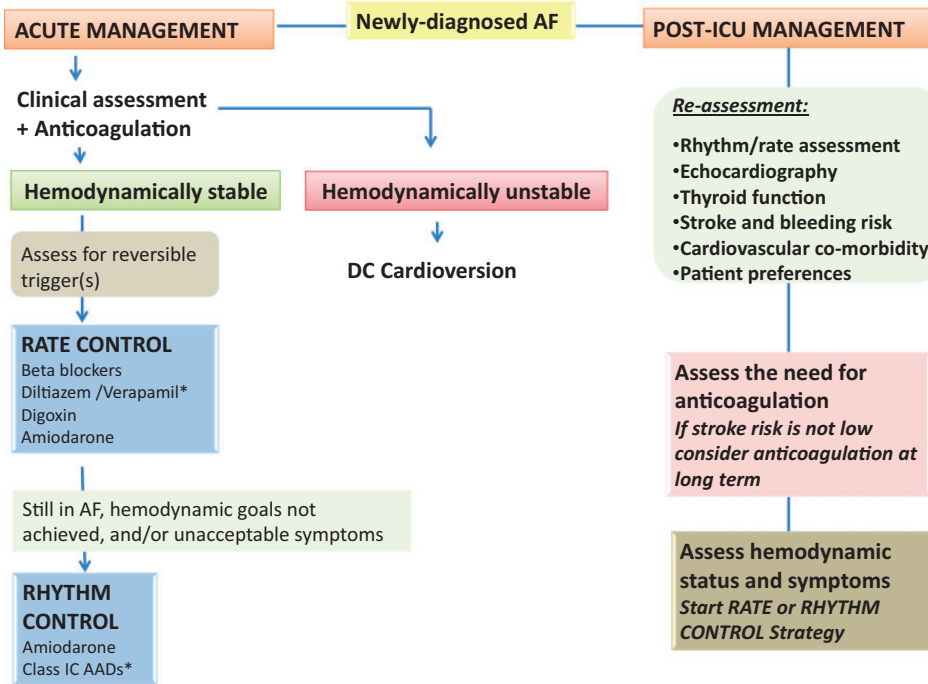 Newly-diagnosed AF
ACUTE MANAGEMENT
Clinical assessment
+ Anticoagulation
Hemodynamically stable
Hemodynamically unstable
Assess for reversible
trigger(s)
DC Cardioversion
RATE CONTROL
Beta blockers
Diltiazem /Verapamil*
Digoxin
Amiodarone
Still in AF, hemodynamic goals not
achieved, and/or unacceptable symptoms
RHYTHM
CONTROL
Amiodarone
Class IC AADs*
POST-ICU MANAGEMENT
Re-assessment:
•Rhythm/rate assessment
•Echocardiography
•Thyroid function
•Stroke and bleeding risk
•Cardiovascular co-morbidity
•Patient preferences
Assess the need for
anticoagulation
If stroke risk is not low
consider anticoagulation at
long term
Assess hemodynamic
status and symptoms
Start RATE or RHYTHM
CONTROL Strategy